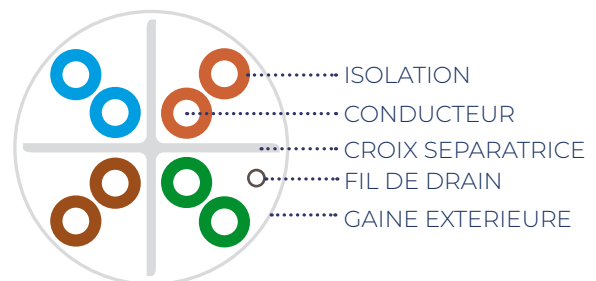 ISOLATION
CONDUCTEUR
CROIX SEPARATRICE
FIL DE DRAIN
GAINE EXTERIEURE